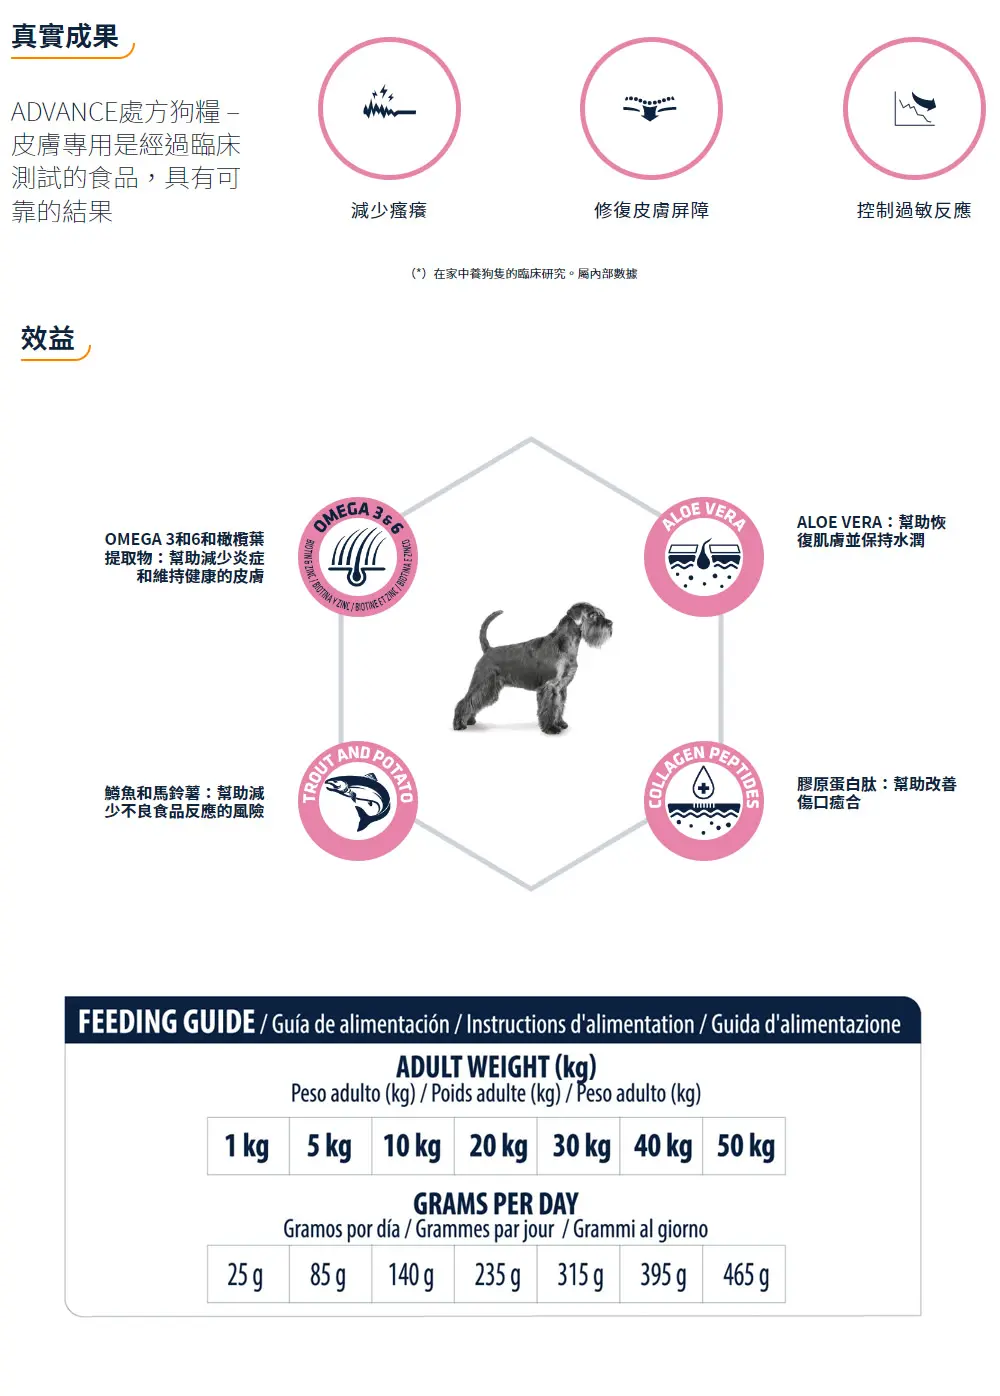 真實成果
ADVANCE處方狗糧 –
皮膚專用是經過臨床
測試的食品，具有可
靠的結果
減少瘙癢
修復皮膚屏障
控制過敏反應
(*) 在家中養狗隻的臨床研究。屬內部數據
效益
OMEGA 3 & 6
BIOTIN & ZINC / BIOTINA Y ZINC / BIOTINE ET ZINC / BIOTINA E ZINCO
OMEGA 3和6和橄欖葉
提取物：幫助減少炎症
和維持健康的皮膚
ALOE VERA
ALOE VERA：幫助恢
復肌膚並保持水潤
TROUT AND POTATO
鱒魚和馬鈴薯：幫助減
少不良食品反應的風險
COLLAGEN PEPTIDES
膠原蛋白肽：幫助改善
傷口癒合
FEEDING GUIDE / Guía de alimentación / Instructions d'alimentation / Guida d'alimentazione
ADULT WEIGHT (kg)
Peso adulto (kg) / Poids adulte (kg) / Peso adulto (kg)
1 kg 5 kg 10 kg 20 kg 30 kg 40 kg 50 kg
GRAMS PER DAY
Gramos por día / Grammes par jour / Grammi al giorno
25 g 85 g 140 g 235 g 315 g 395 g 465 g